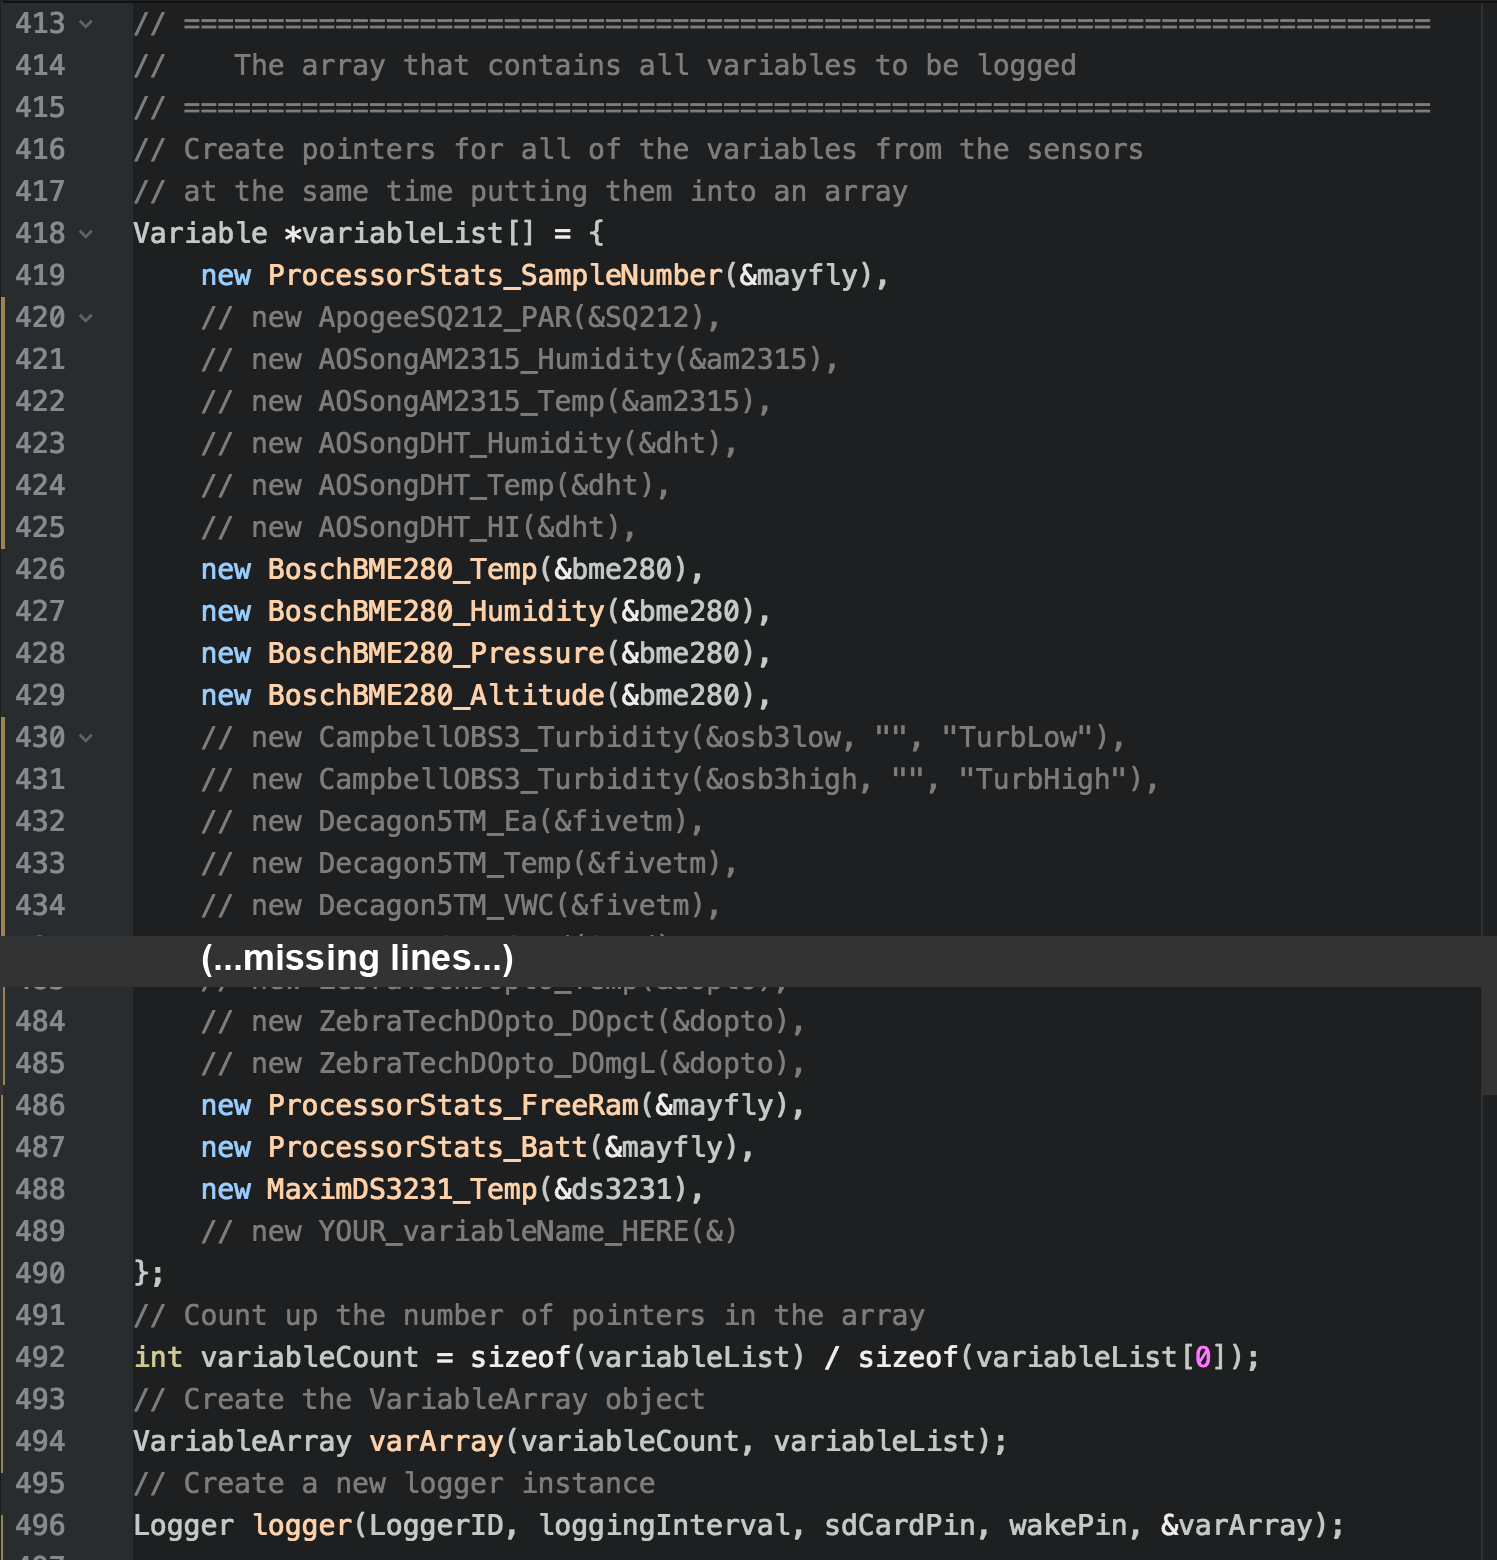 413 // ==========================================================================
414 //    The array that contains all variables to be logged
415 // ==========================================================================
416 // Create pointers for all of the variables from the sensors
417 // at the same time putting them into an array
418 Variable *variableList[] = {
419     new ProcessorStats_SampleNumber(&mayfly),
420     // new ApogeeSQ212_PAR(&SQ212),
421     // new AOSongAM2315_Humidity(&am2315),
422     // new AOSongAM2315_Temp(&am2315),
423     // new AOSongDHT_Humidity(&dht),
424     // new AOSongDHT_Temp(&dht),
425     // new AOSongDHT_HI(&dht),
426     new BoschBME280_Temp(&bme280),
427     new BoschBME280_Humidity(&bme280),
428     new BoschBME280_Pressure(&bme280),
429     new BoschBME280_Altitude(&bme280),
430     // new CampbellOBS3_Turbidity(&osb3low, "", "TurbLow"),
431     // new CampbellOBS3_Turbidity(&osb3high, "", "TurbHigh"),
432     // new Decagon5TM_Ea(&fivetm),
433     // new Decagon5TM_Temp(&fivetm),
434     // new Decagon5TM_VWC(&fivetm),
(...missing lines...)
484     // new ZebraTechDOpto_DOpct(&dopto),
485     // new ZebraTechDOpto_DOmgL(&dopto),
486     new ProcessorStats_FreeRam(&mayfly),
487     new ProcessorStats_Batt(&mayfly),
488     new MaximDS3231_Temp(&ds3231),
489     // new YOUR_variableName_HERE(&)
490 };
491 // Count up the number of pointers in the array
492 int variableCount = sizeof(variableList) / sizeof(variableList[0]);
493 // Create the VariableArray object
494 VariableArray varArray(variableCount, variableList);
495 // Create a new logger instance
496 Logger logger(LoggerID, loggingInterval, sdCardPin, wakePin, &varArray);